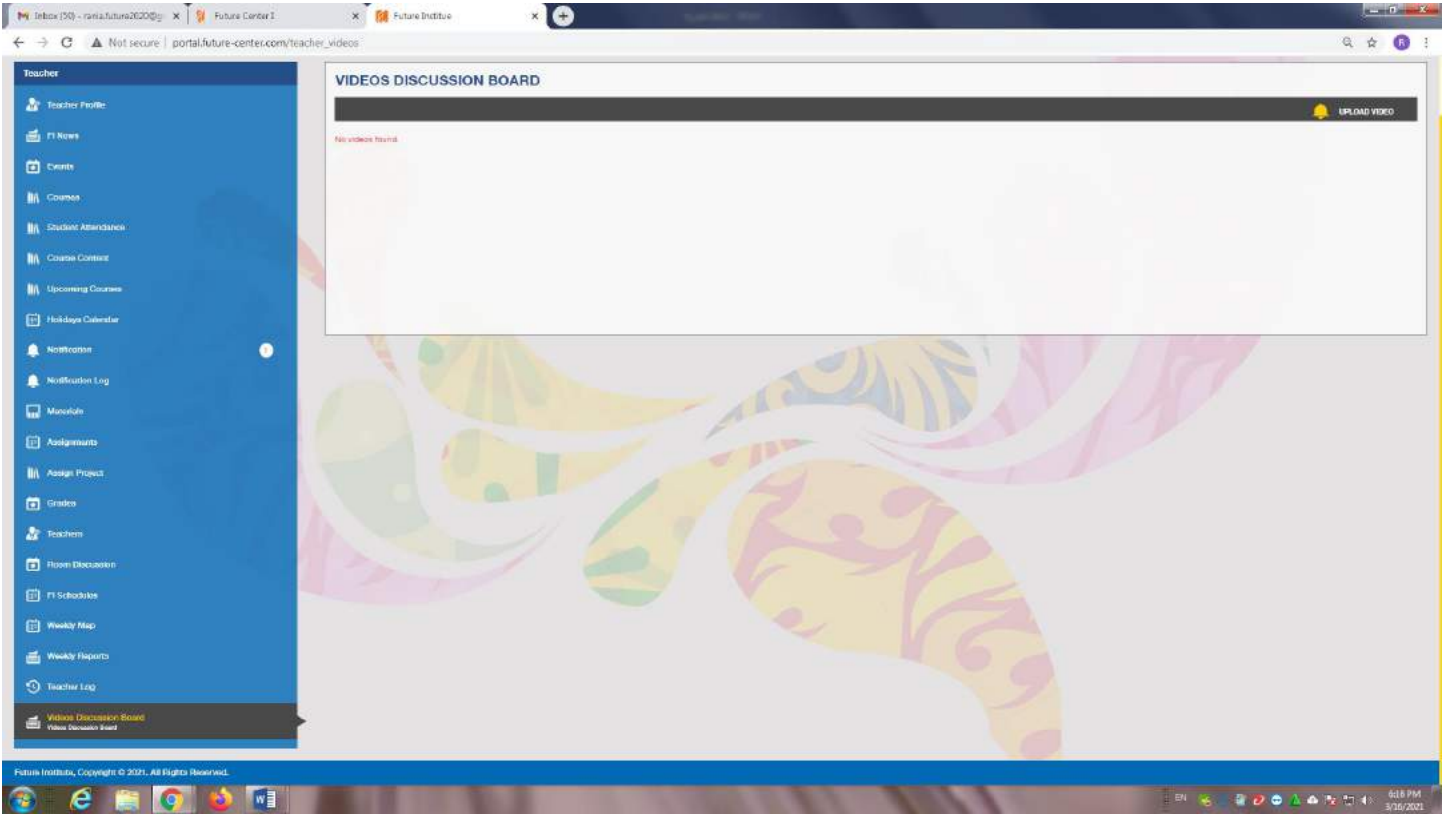 Inbox (50) - rania.future2020@g
Future Center I
Future Institue
Not secure | portal.future-center.com/teacher_videos
R
Teacher
Teacher Profile
FI News
Events
Courses
Student Attendance
Course Content
Upcoming Courses
Holidays Calendar
Notification
Notification Log
Materials
Assignments
Assign Project
Grades
Teachers
Room Discussion
FI Schedules
Weekly Map
Weekly Reports
Teacher Log
Videos Discussion Board
Videos Discussion Board
VIDEOS DISCUSSION BOARD
UPLOAD VIDEO
No videos found.
Future Institute, Copyright © 2021. All Rights Reserved.
EN
6:18 PM
3/16/2021